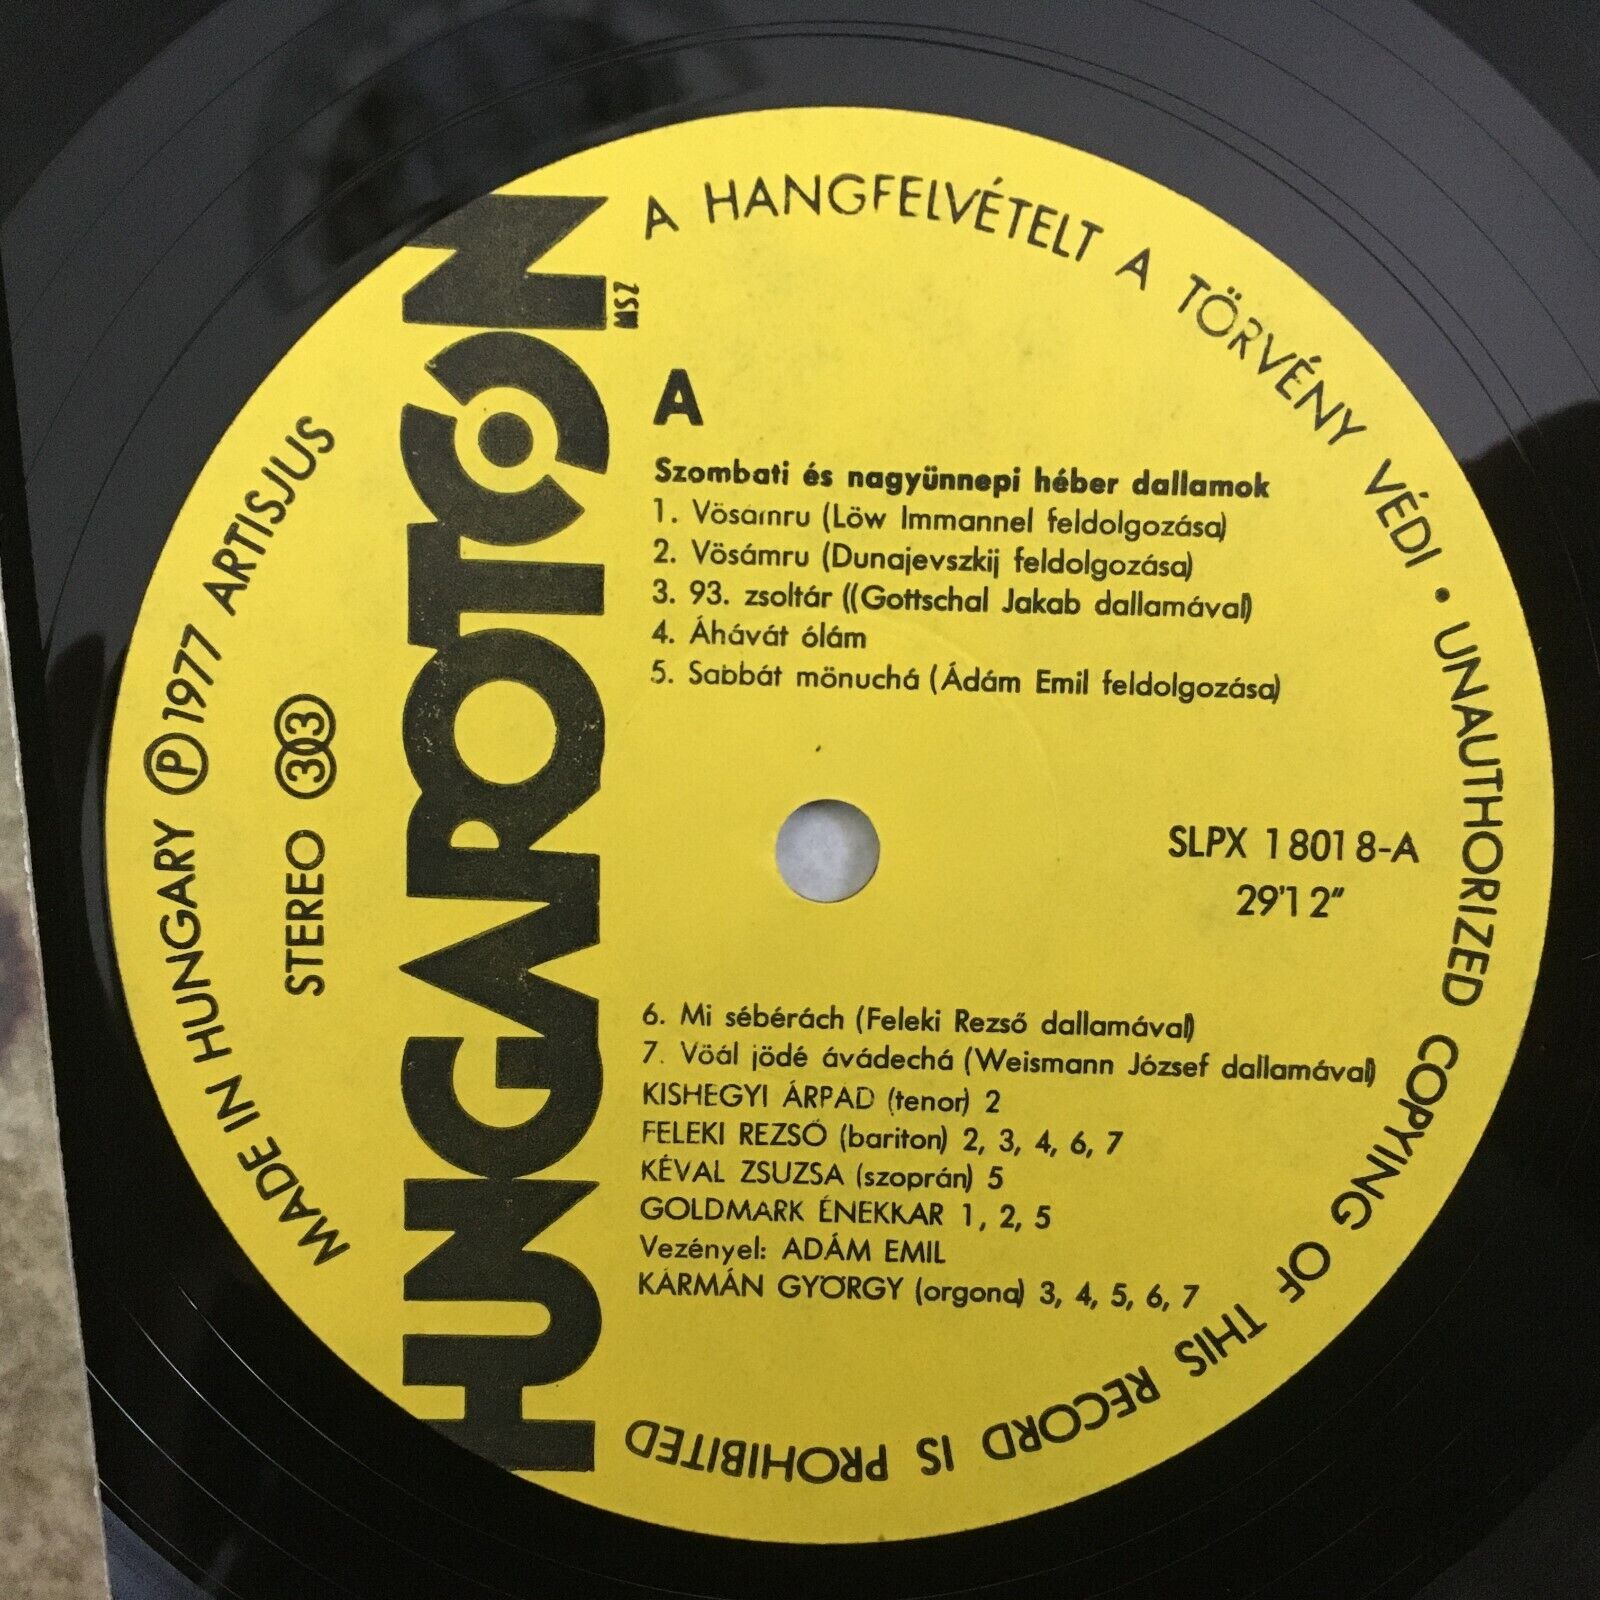 HUNGAROTON
MSZ
A HANGFELVÉTELT A TÖRVÉNY VÉDI • UNAUTHORIZED COPYING OF THIS RECORD IS PROHIBITED
MADE IN HUNGARY Ⓟ 1977 ARTISJUS
STEREO 33
A
Szombati és nagyünnepi héber dallamok
1. Vösámru (Löw Immannel feldolgozása)
2. Vösámru (Dunajevszkij feldolgozása)
3. 93. zsoltár ((Gottschal Jakab dallamával)
4. Áhávát ólám
5. Sabbát mönuchá (Ádám Emil feldolgozása)
SLPX 18018-A
29'12"
6. Mi sébérách (Feleki Rezső dallamával)
7. Vöál jödé ávádechá (Weismann József dallamával)
KISHEGYI ÁRPÁD (tenor) 2
FELEKI REZSŐ (bariton) 2, 3, 4, 6, 7
KÉVAL ZSUZSA (szoprán) 5
GOLDMARK ÉNEKKAR 1, 2, 5
Vezényel: ÁDÁM EMIL
KÁRMÁN GYÖRGY (orgona) 3, 4, 5, 6, 7